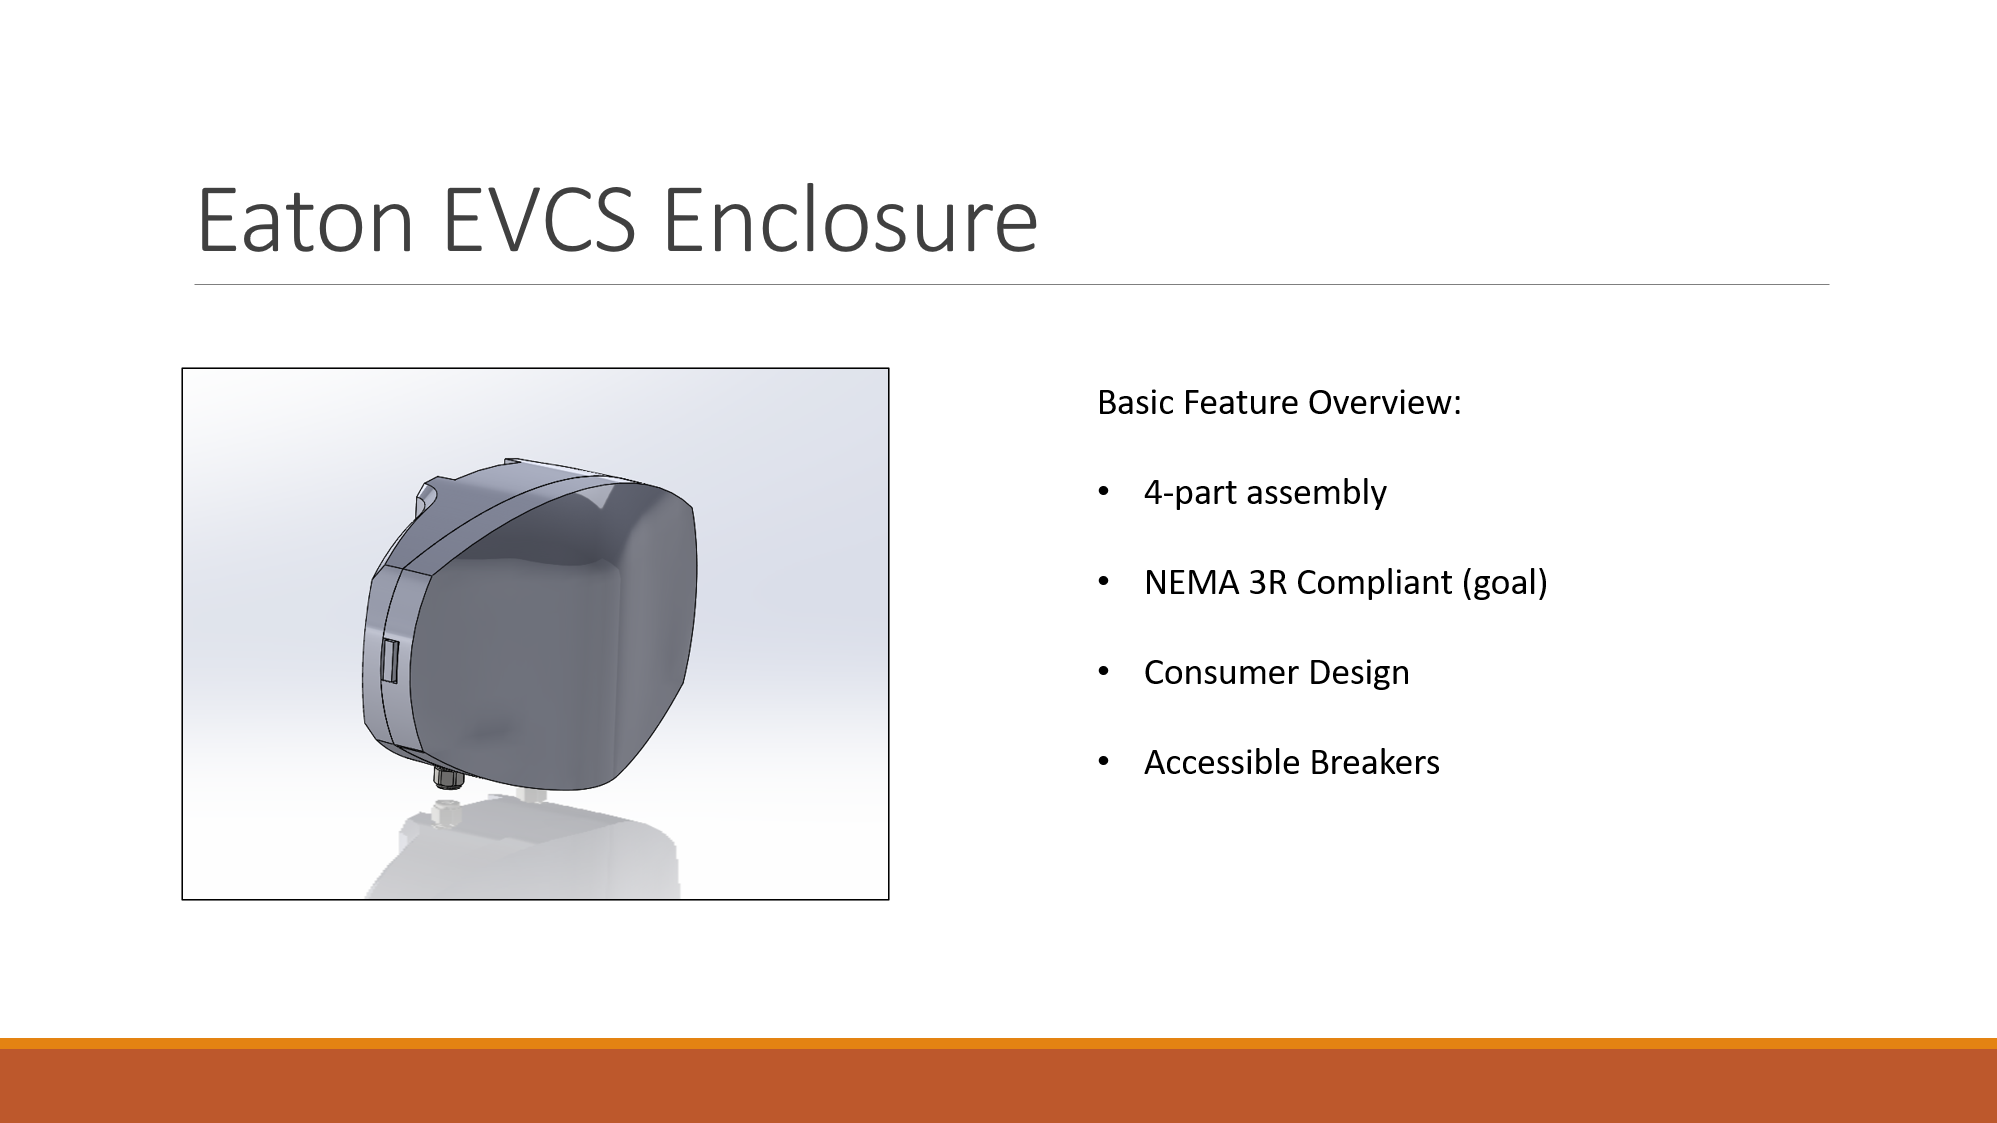 Eaton EVCS Enclosure
Basic Feature Overview:
• 4-part assembly
• NEMA 3R Compliant (goal)
• Consumer Design
• Accessible Breakers